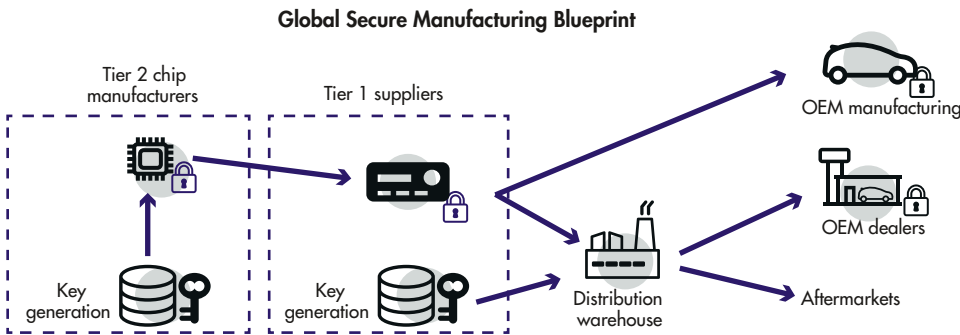 Global Secure Manufacturing Blueprint
Tier 2 chip
manufacturers
Tier 1 suppliers
OEM manufacturing
OEM dealers
Key
generation
Key
generation
Distribution
warehouse
Aftermarkets